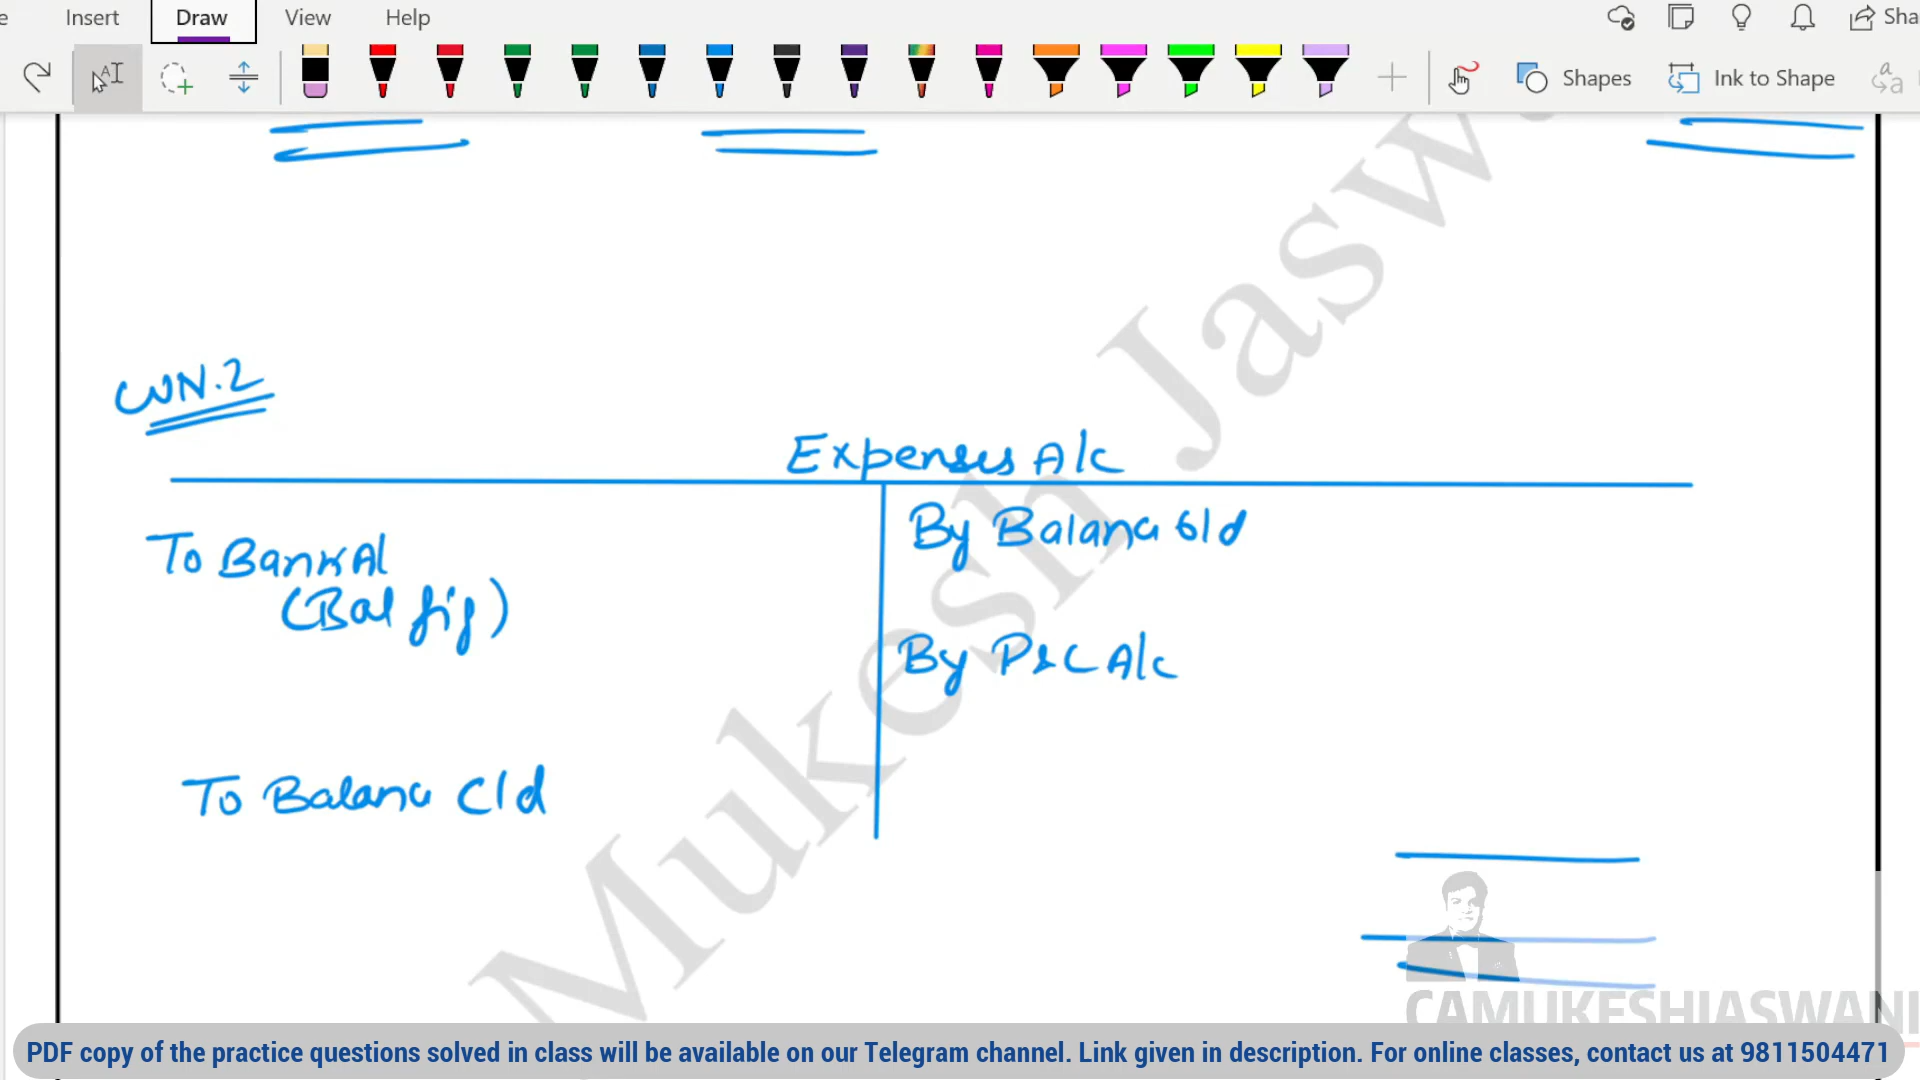 Insert Draw View Help
Shapes Ink to Shape
WN.2
Expenses A/c
To Bank A/ By Balance b/d
(Bal fig)
By P&L A/c
To Balance c/d
Mukesh Jasw
CAMUKESHJASWANI
PDF copy of the practice questions solved in class will be available on our Telegram channel. Link given in description. For online classes, contact us at 9811504471